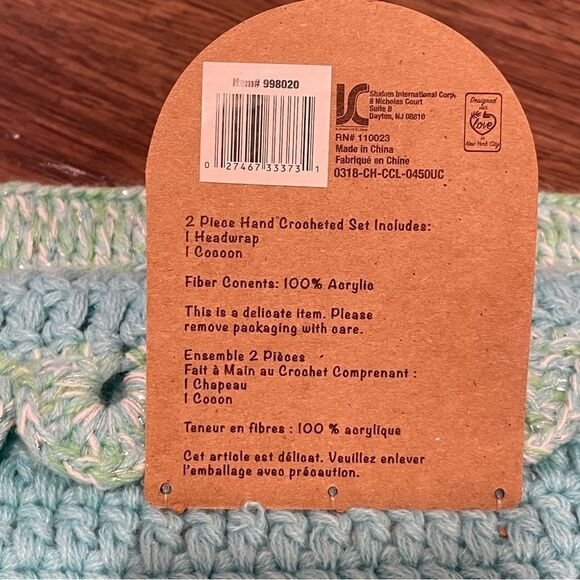 Item# 998020
0 27467 33373 1
SC
Shalom International Corp.
8 Nicholas Court
Suite B
Dayton, NJ 08810
RN# 110023
Made in China
Fabriqué en Chine
0318-CH-CCL-0450UC
Designed
with
Love
in
New York City
2 Piece Hand Crocheted Set Includes:
1 Headwrap
1 Cocoon
Fiber Conents: 100% Acrylic
This is a delicate item. Please
remove packaging with care.
Ensemble 2 Pièces
Fait à Main au Crochet Comprenant :
1 Chapeau
1 Cocon
Teneur en fibres : 100 % acrylique
Cet article est délicat. Veuillez enlever
l'emballage avec précaution.